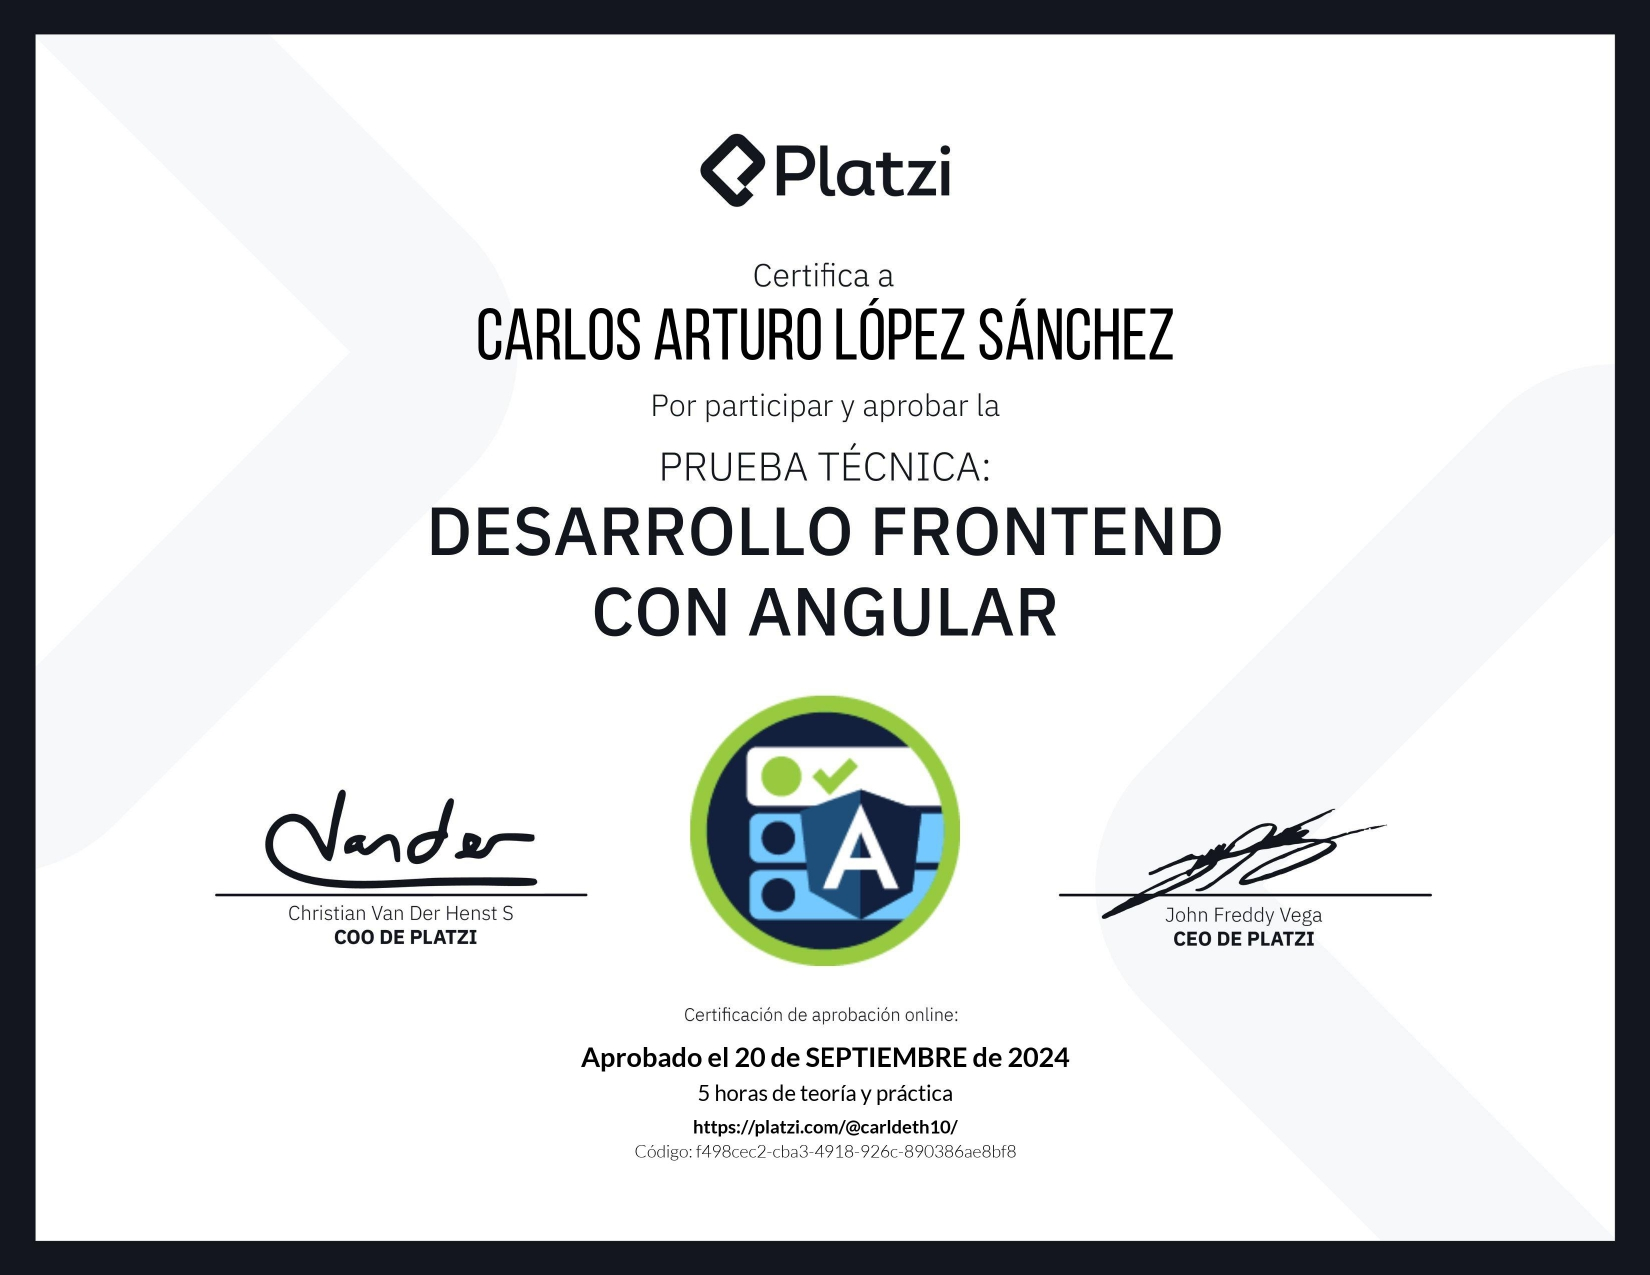 Platzi
Certifica a
CARLOS ARTURO LÓPEZ SÁNCHEZ
Por participar y aprobar la
PRUEBA TÉCNICA:
DESARROLLO FRONTEND
CON ANGULAR
A
Vander
Christian Van Der Henst S
COO DE PLATZI
John Freddy Vega
CEO DE PLATZI
Certificación de aprobación online:
Aprobado el 20 de SEPTIEMBRE de 2024
5 horas de teoría y práctica
https://platzi.com/@carldeth10/
Código: f498cec2-cba3-4918-926c-890386ae8bf8